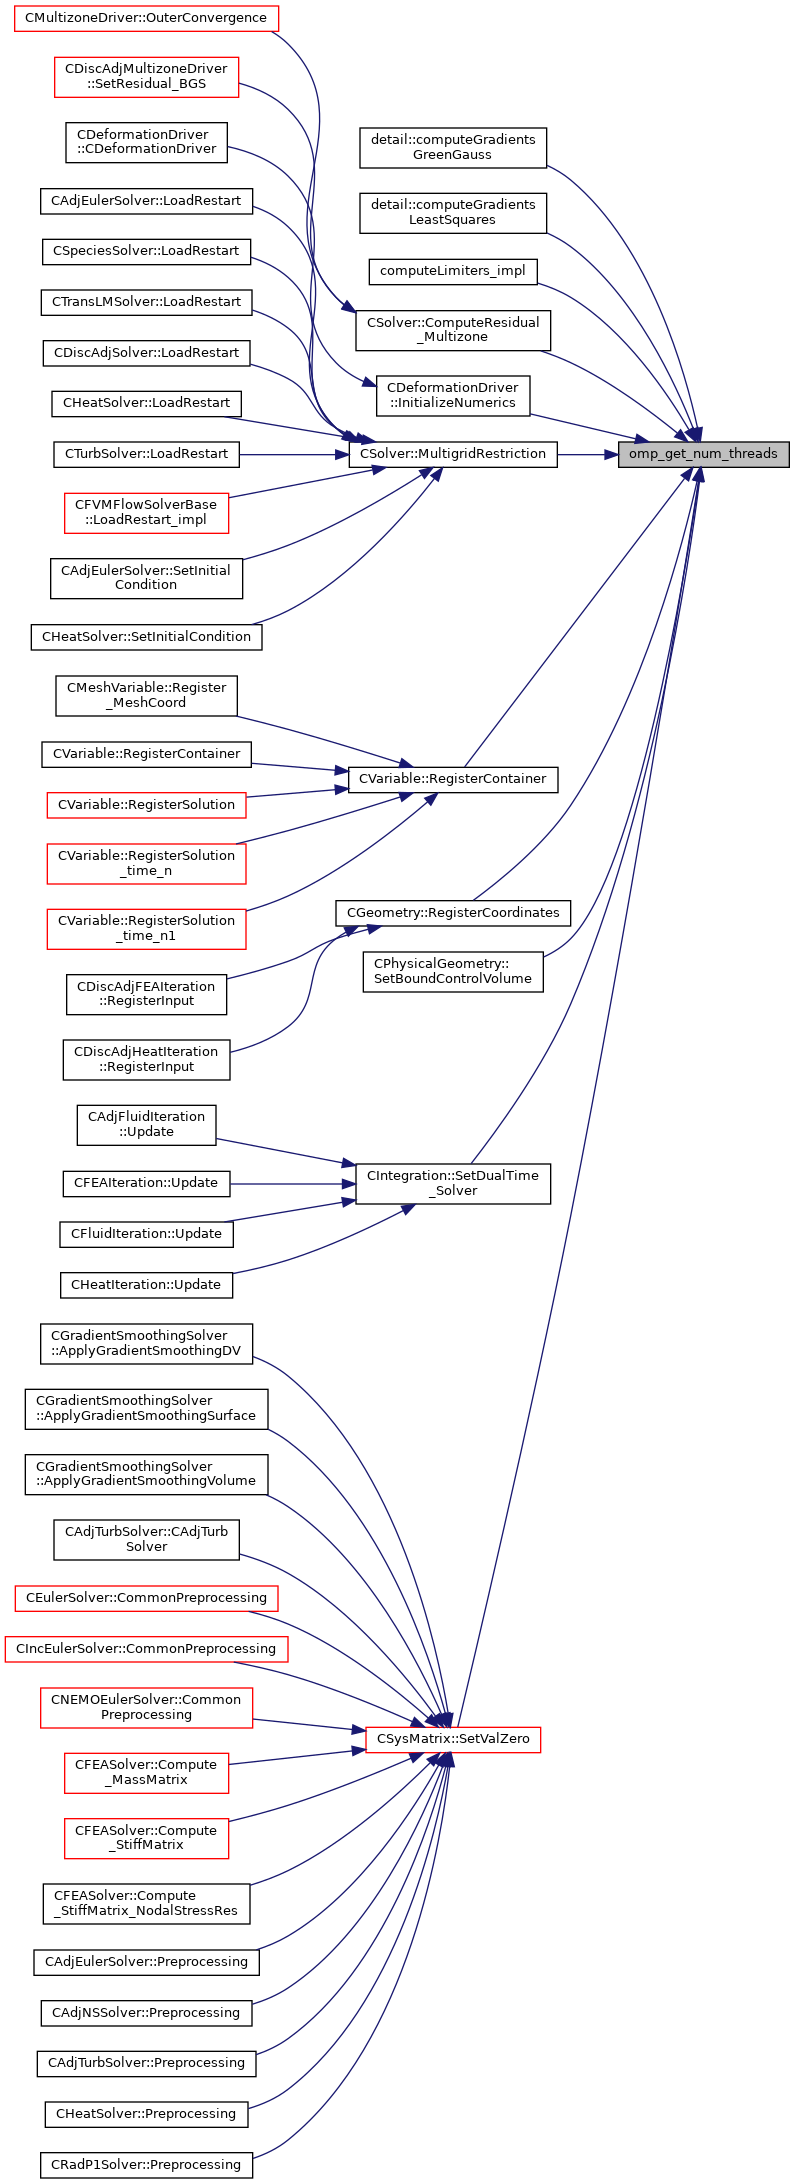 CMultizoneDriver::OuterConvergence
CDiscAdjMultizoneDriver
::SetResidual_BGS
CDeformationDriver
::CDeformationDriver
CAdjEulerSolver::LoadRestart
CSpeciesSolver::LoadRestart
CTransLMSolver::LoadRestart
CDiscAdjSolver::LoadRestart
CHeatSolver::LoadRestart
CTurbSolver::LoadRestart
CFVMFlowSolverBase
::LoadRestart_impl
CAdjEulerSolver::SetInitial
Condition
CHeatSolver::SetInitialCondition
CMeshVariable::Register
_MeshCoord
CVariable::RegisterContainer
CVariable::RegisterSolution
CVariable::RegisterSolution
_time_n
CVariable::RegisterSolution
_time_n1
CDiscAdjFEAIteration
::RegisterInput
CDiscAdjHeatIteration
::RegisterInput
CAdjFluidIteration
::Update
CFEAIteration::Update
CFluidIteration::Update
CHeatIteration::Update
CGradientSmoothingSolver
::ApplyGradientSmoothingDV
CGradientSmoothingSolver
::ApplyGradientSmoothingSurface
CGradientSmoothingSolver
::ApplyGradientSmoothingVolume
CAdjTurbSolver::CAdjTurb
Solver
CEulerSolver::CommonPreprocessing
CIncEulerSolver::CommonPreprocessing
CNEMOEulerSolver::Common
Preprocessing
CFEASolver::Compute
_MassMatrix
CFEASolver::Compute
_StiffMatrix
CFEASolver::Compute
_StiffMatrix_NodalStressRes
CAdjEulerSolver::Preprocessing
CAdjNSSolver::Preprocessing
CAdjTurbSolver::Preprocessing
CHeatSolver::Preprocessing
CRadP1Solver::Preprocessing
detail::computeGradients
GreenGauss
detail::computeGradients
LeastSquares
computeLimiters_impl
CSolver::ComputeResidual
_Multizone
CDeformationDriver
::InitializeNumerics
CSolver::MultigridRestriction
CVariable::RegisterContainer
CGeometry::RegisterCoordinates
CPhysicalGeometry::
SetBoundControlVolume
CIntegration::SetDualTime
_Solver
CSysMatrix::SetValZero
omp_get_num_threads